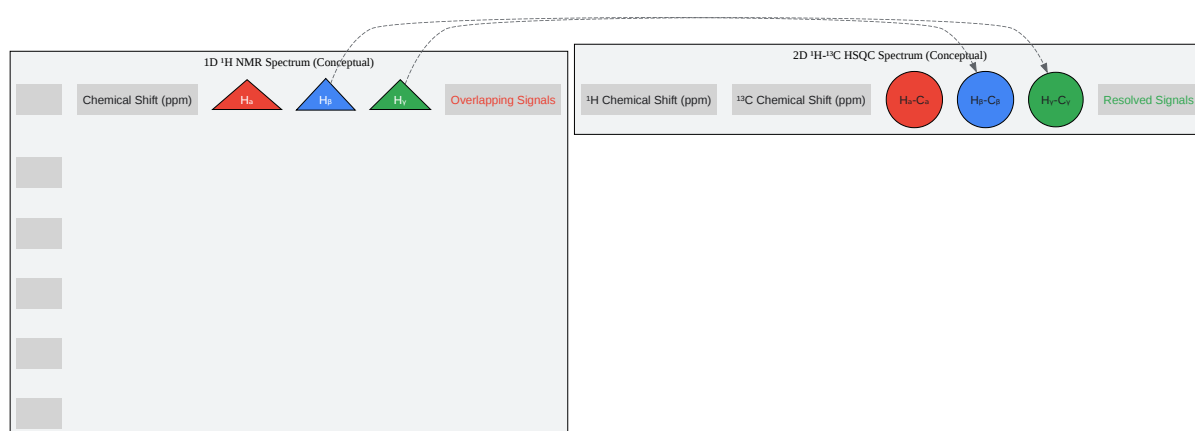 1D ¹H NMR Spectrum (Conceptual)
Chemical Shift (ppm)
Hₐ
Hᵦ
Hᵧ
Overlapping Signals
2D ¹H-¹³C HSQC Spectrum (Conceptual)
¹H Chemical Shift (ppm)
¹³C Chemical Shift (ppm)
Hₐ-Cₐ
Hᵦ-Cᵦ
Hᵧ-Cᵧ
Resolved Signals